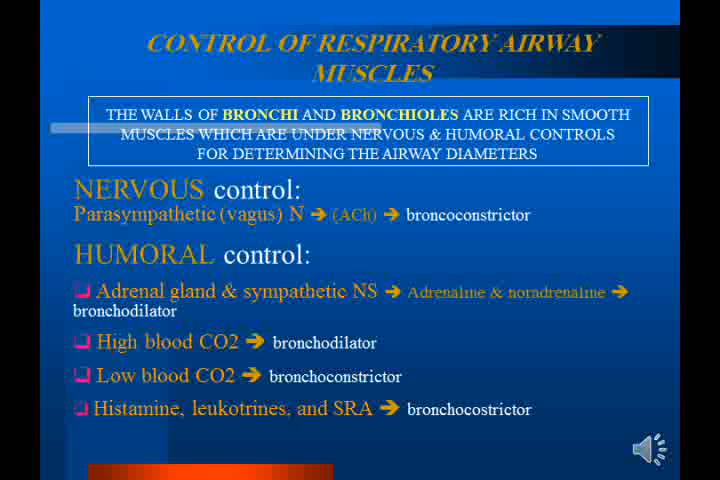 CONTROL OF RESPIRATORY AIRWAY
MUSCLES
THE WALLS OF BRONCHI AND BRONCHIOLES ARE RICH IN SMOOTH
MUSCLES WHICH ARE UNDER NERVOUS & HUMORAL CONTROLS
FOR DETERMINING THE AIRWAY DIAMETERS
NERVOUS control:
Parasympathetic (vagus) N ➔ (ACh) ➔ broncoconstrictor
HUMORAL control:
❑ Adrenal gland & sympathetic NS ➔ Adrenaline & noradrenaline ➔
bronchodilator
❑ High blood CO2 ➔ bronchodilator
❑ Low blood CO2 ➔ bronchoconstrictor
❑ Histamine, leukotrines, and SRA ➔ bronchocostrictor